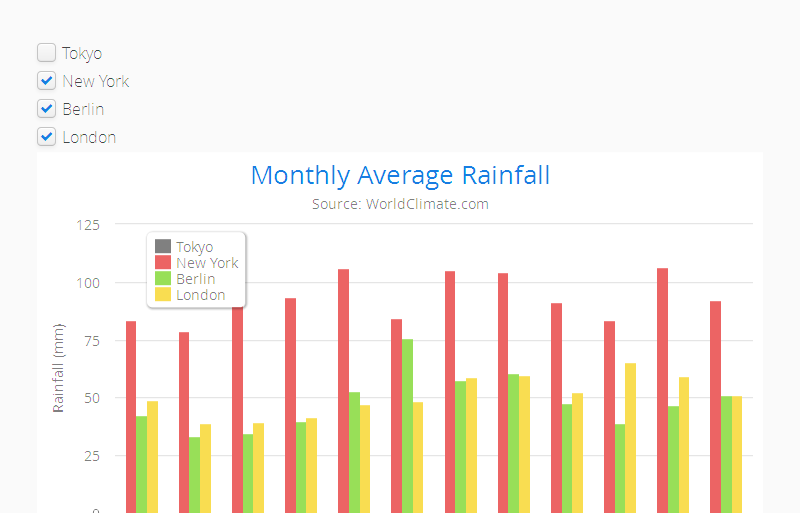 Tokyo
New York
Berlin
London
Monthly Average Rainfall
Source: WorldClimate.com
125
100
75
50
25
0
Rainfall (mm)
Tokyo
New York
Berlin
London